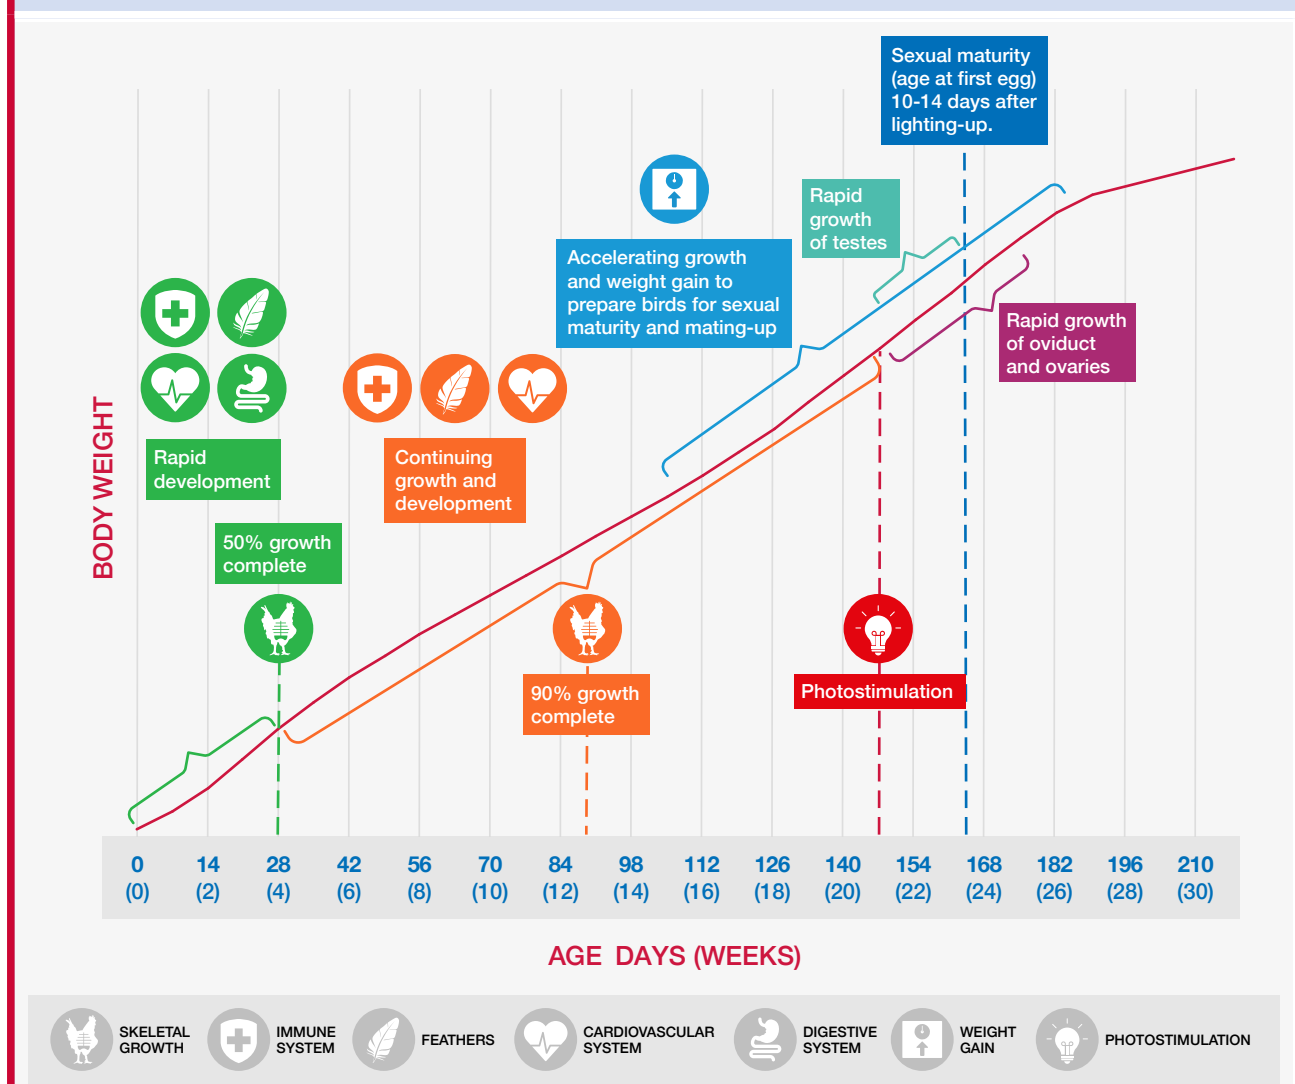 Sexual maturity
(age at first egg)
10-14 days after
lighting-up.
Rapid
growth
of testes
Accelerating growth
and weight gain to
prepare birds for sexual
maturity and mating-up
Rapid growth
of oviduct
and ovaries
Rapid
development
Continuing
growth and
development
50% growth
complete
90% growth
complete
Photostimulation
BODY WEIGHT
0 14 28 42 56 70 84 98 112 126 140 154 168 182 196 210
(0) (2) (4) (6) (8) (10) (12) (14) (16) (18) (20) (22) (24) (26) (28) (30)
AGE DAYS (WEEKS)
SKELETAL
GROWTH
IMMUNE
SYSTEM
FEATHERS
CARDIOVASCULAR
SYSTEM
DIGESTIVE
SYSTEM
WEIGHT
GAIN
PHOTOSTIMULATION